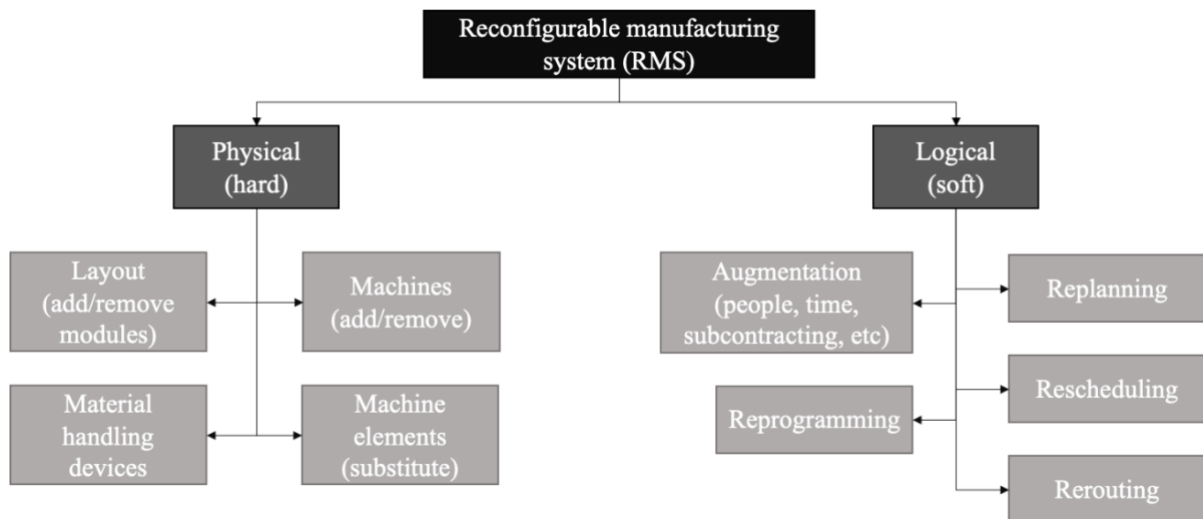 Reconfigurable manufacturing
system (RMS)
Physical
(hard)
Logical
(soft)
Layout
(add/remove
modules)
Machines
(add/remove)
Material
handling
devices
Machine
elements
(substitute)
Augmentation
(people, time,
subcontracting, etc)
Replanning
Reprogramming
Rescheduling
Rerouting